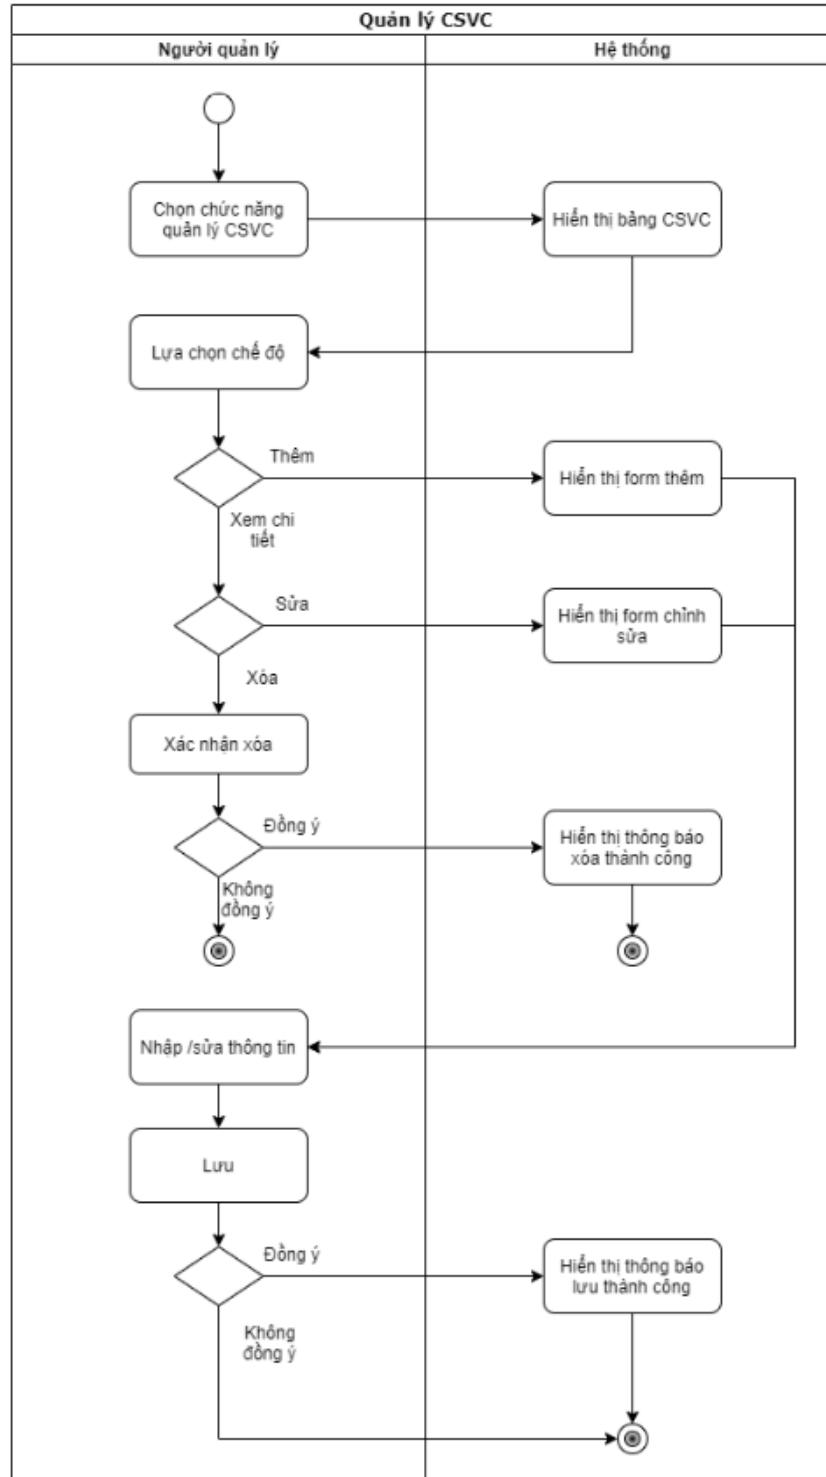 Quản lý CSVC
Người quản lý
Hệ thống
Chọn chức năng
quản lý CSVC
Hiển thị bảng CSVC
Lựa chọn chế độ
Thêm
Hiển thị form thêm
Xem chi
tiết
Sửa
Hiển thị form chỉnh
sửa
Xóa
Xác nhận xóa
Đồng ý
Hiển thị thông báo
xóa thành công
Không
đồng ý
Nhập /sửa thông tin
Lưu
Đồng ý
Hiển thị thông báo
lưu thành công
Không
đồng ý